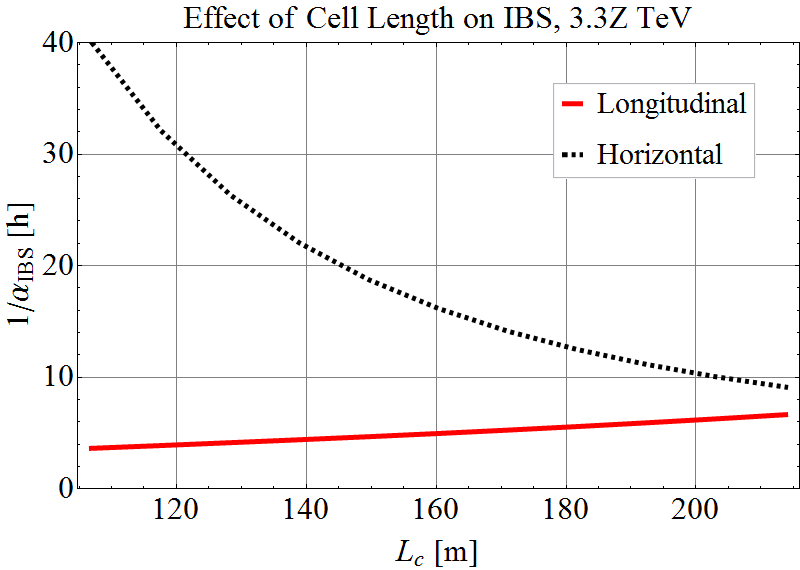 Effect of Cell Length on IBS, 3.3Z TeV
40
30
20
10
0
1/α_IBS [h]
Longitudinal
Horizontal
120 140 160 180 200
L_c [m]